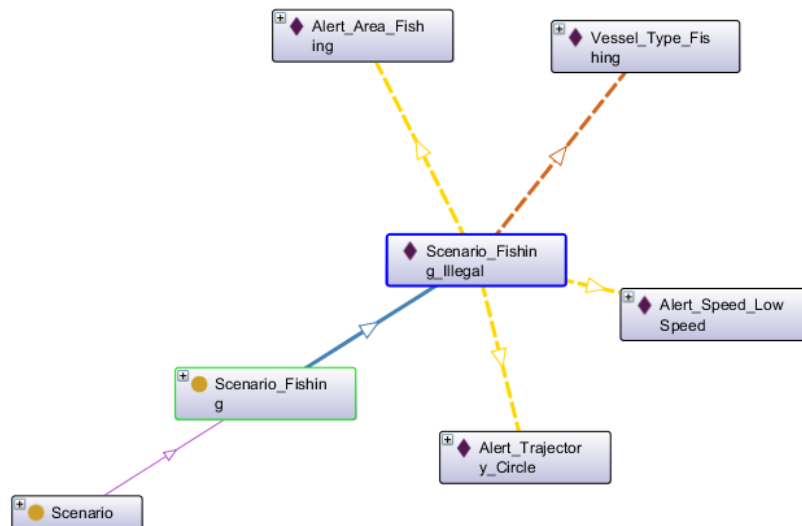 Alert_Area_Fish
ing
Vessel_Type_Fis
hing
Scenario_Fishin
g_Illegal
Alert_Speed_Low
Speed
Scenario_Fishin
g
Alert_Trajector
y_Circle
Scenario